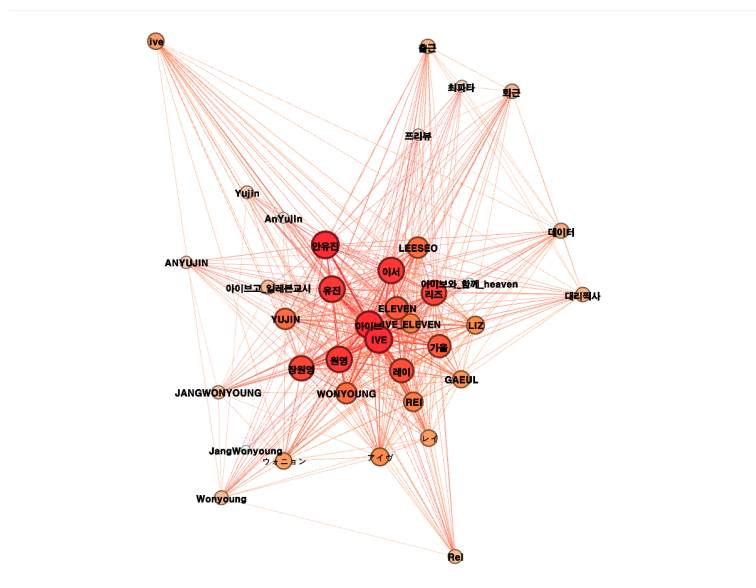 ive
출근
최파타
퇴근
프리뷰
Yujin
AnYuJin
데이터
안유진
LEESEO
ANYUJIN
이서
아이브고_일레븐교시
유진
아이브와_함께_heaven
리즈
대리찍사
ELEVEN
YUJIN
아이브
IVE_ELEVEN
LIZ
IVE
가을
원영
장원영
레이
GAEUL
JANGWONYOUNG
WONYOUNG
REI
レイ
JangWonyoung
ウォニョン
アイヴ
Wonyoung
ReI